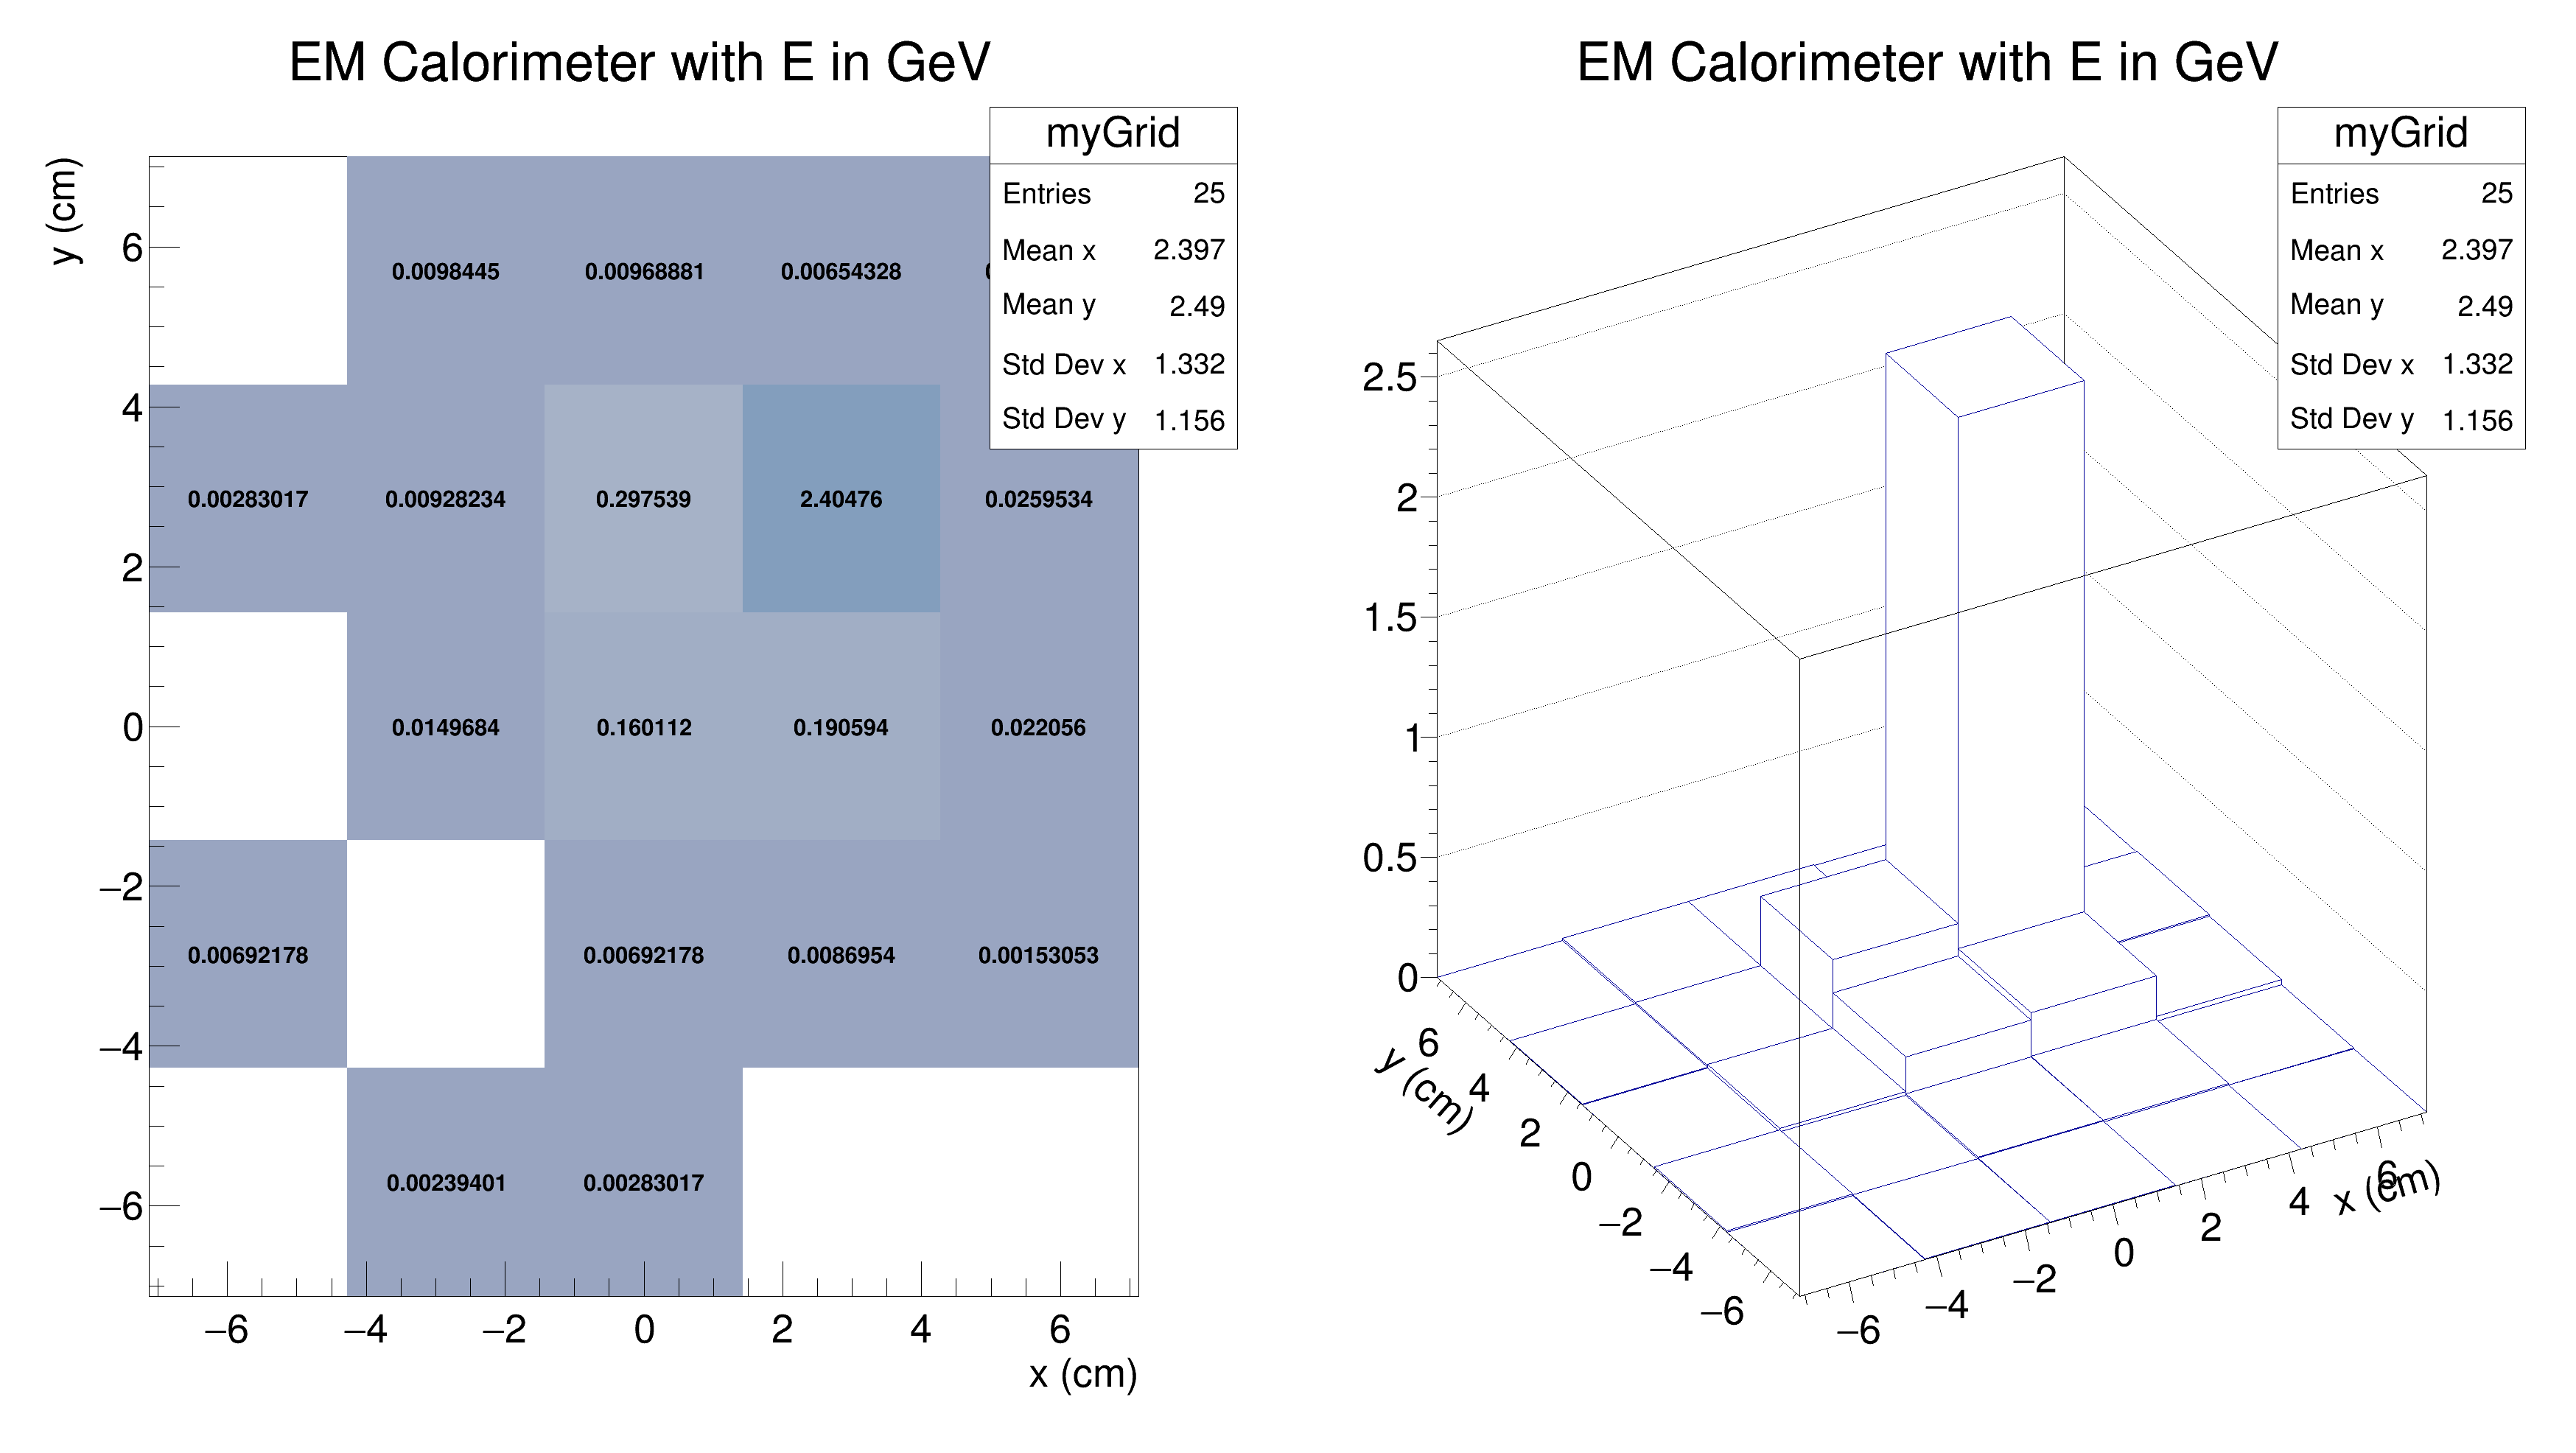 EM Calorimeter with E in GeV
myGrid
Entries 25
Mean x 2.397
Mean y 2.49
Std Dev x 1.332
Std Dev y 1.156
y (cm)
6
4
2
0
−2
−4
−6
0.0098445 0.00968881 0.00654328
0.00283017 0.00928234 0.297539 2.40476 0.0259534
0.0149684 0.160112 0.190594 0.022056
0.00692178 0.00692178 0.0086954 0.00153053
0.00239401 0.00283017
−6 −4 −2 0 2 4 6
x (cm)
EM Calorimeter with E in GeV
myGrid
Entries 25
Mean x 2.397
Mean y 2.49
Std Dev x 1.332
Std Dev y 1.156
2.5
2
1.5
1
0.5
0
6
4
2
0
−2
−4
−6
y (cm)
−6 −4 −2 0 2 4 6
x (cm)